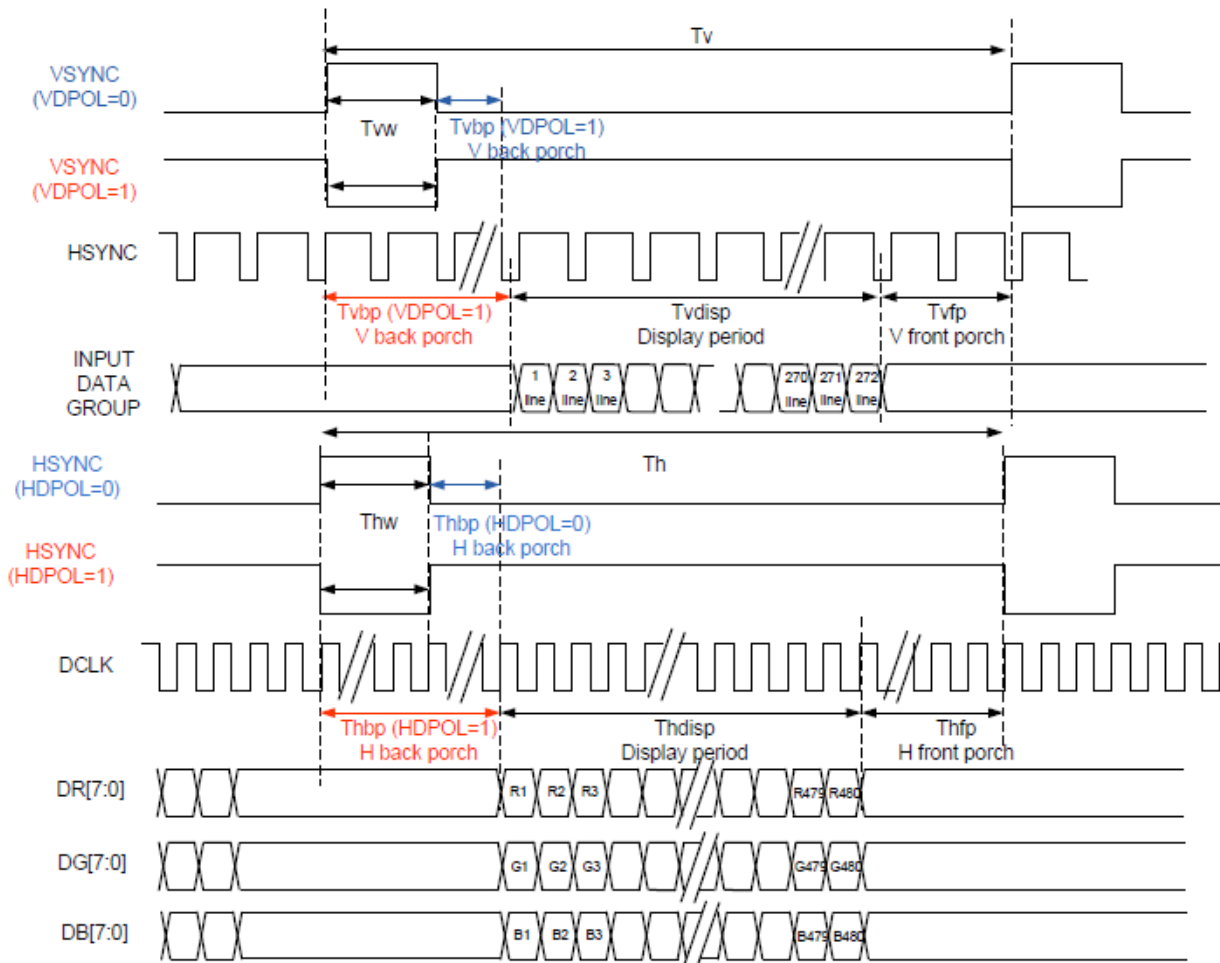 Tv
VSYNC
(VDPOL=0)
Tvw
Tvbp (VDPOL=1)
V back porch
VSYNC
(VDPOL=1)
HSYNC
Tvbp (VDPOL=1)
V back porch
Tvdisp
Display period
Tvfp
V front porch
INPUT
DATA
GROUP
1
line
2
line
3
line
270
line
271
line
272
line
HSYNC
(HDPOL=0)
Th
Thw
Thbp (HDPOL=0)
H back porch
HSYNC
(HDPOL=1)
DCLK
Thbp (HDPOL=1)
H back porch
Thdisp
Display period
Thfp
H front porch
DR[7:0]
R1 R2 R3 R479 R480
DG[7:0]
G1 G2 G3 G479 G480
DB[7:0]
B1 B2 B3 B479 B480